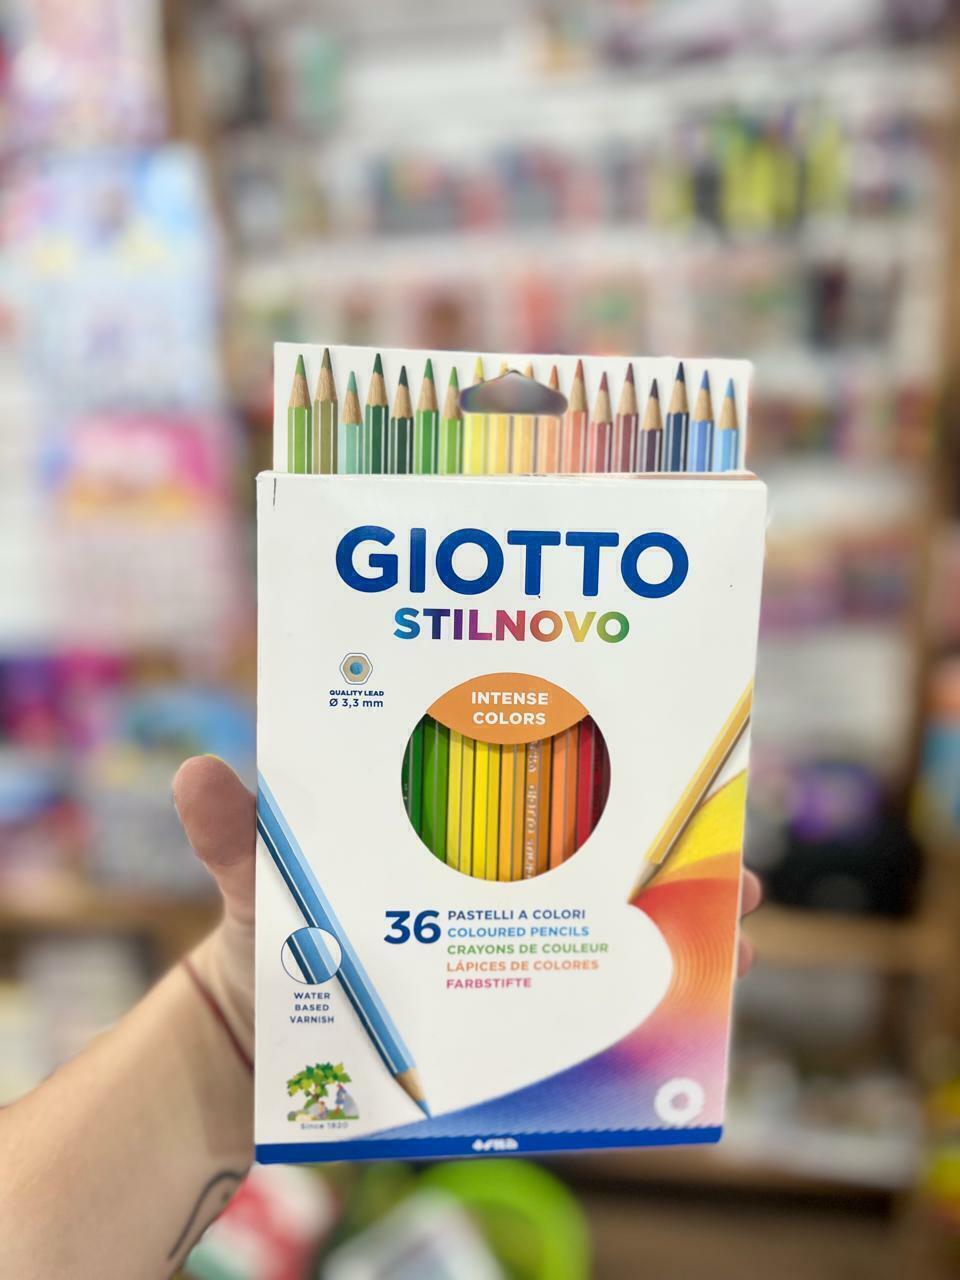 GIOTTO
STILNOVO
QUALITY LEAD
Ø 3,3 mm
INTENSE
COLORS
36 PASTELLI A COLORI
COLOURED PENCILS
CRAYONS DE COULEUR
LÁPICES DE COLORES
FARBSTIFTE
WATER
BASED
VARNISH
Since 1920
FILA